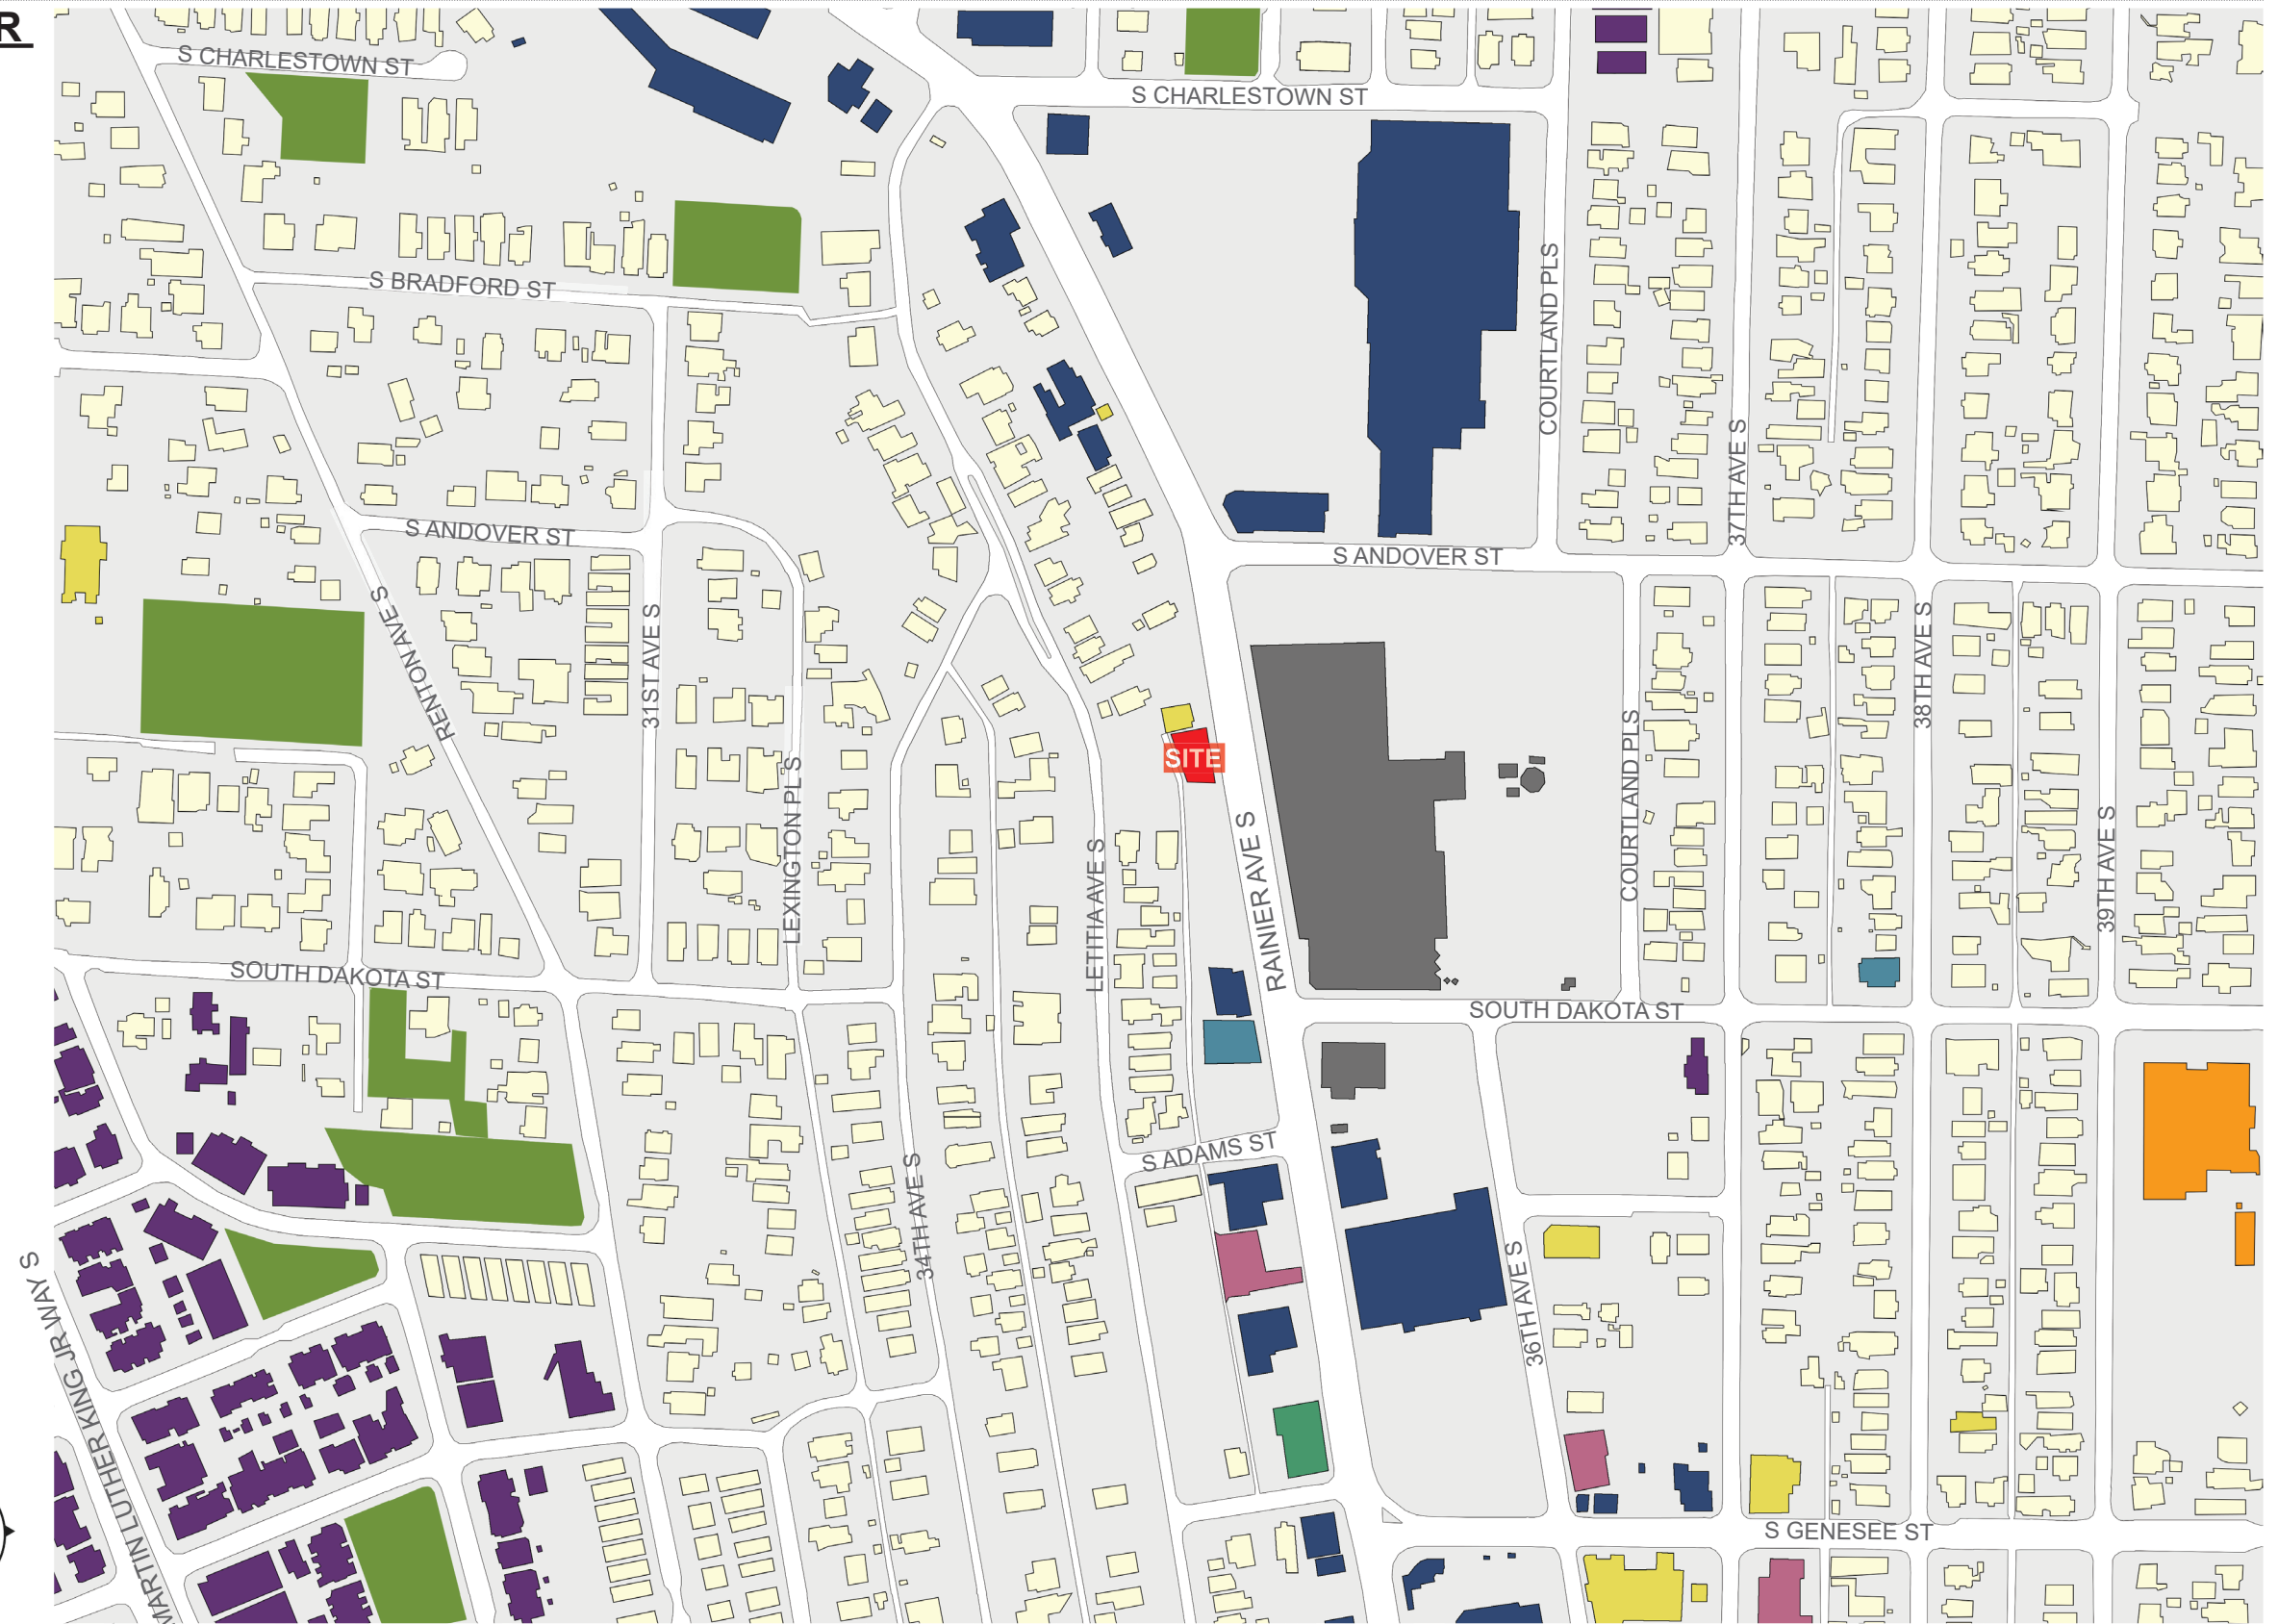 R
S CHARLESTOWN ST
S CHARLESTOWN ST
S BRADFORD ST
COURTLAND PLS
37TH AVE S
S ANDOVER ST
S ANDOVER ST
RENTON AVE S
31ST AVE S
38TH AVE S
SITE
LEXINGTON PL S
LETITIA AVE S
RAINIER AVE S
COURTLAND PLS
39TH AVE S
SOUTH DAKOTA ST
SOUTH DAKOTA ST
S ADAMS ST
34TH AVE S
36TH AVE S
MARTIN LUTHER KING JR WAY S
S GENESEE ST